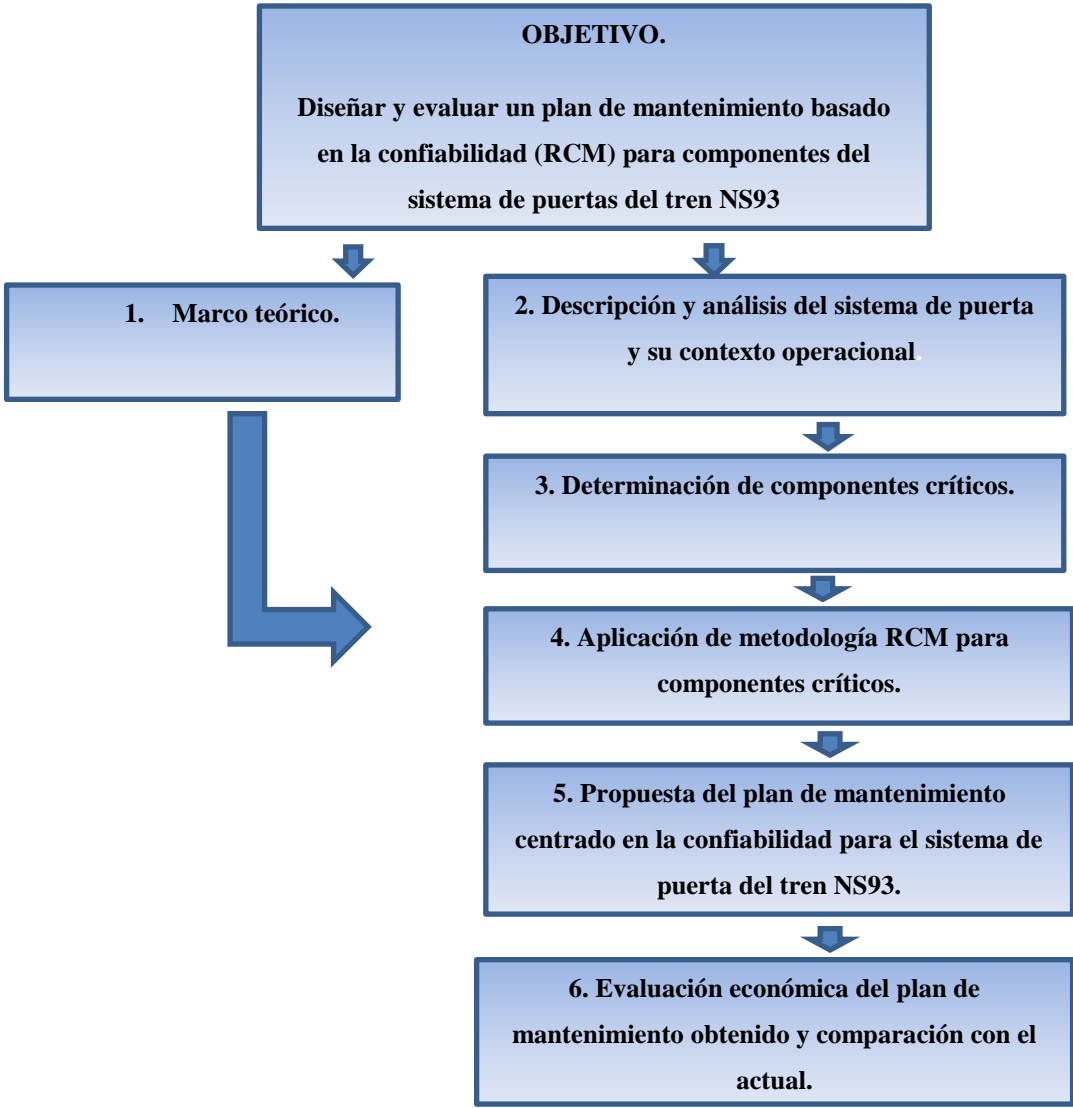 OBJETIVO.
Diseñar y evaluar un plan de mantenimiento basado
en la confiabilidad (RCM) para componentes del
sistema de puertas del tren NS93
1. Marco teórico.
2. Descripción y análisis del sistema de puerta
y su contexto operacional.
3. Determinación de componentes críticos.
4. Aplicación de metodología RCM para
componentes críticos.
5. Propuesta del plan de mantenimiento
centrado en la confiabilidad para el sistema de
puerta del tren NS93.
6. Evaluación económica del plan de
mantenimiento obtenido y comparación con el
actual.